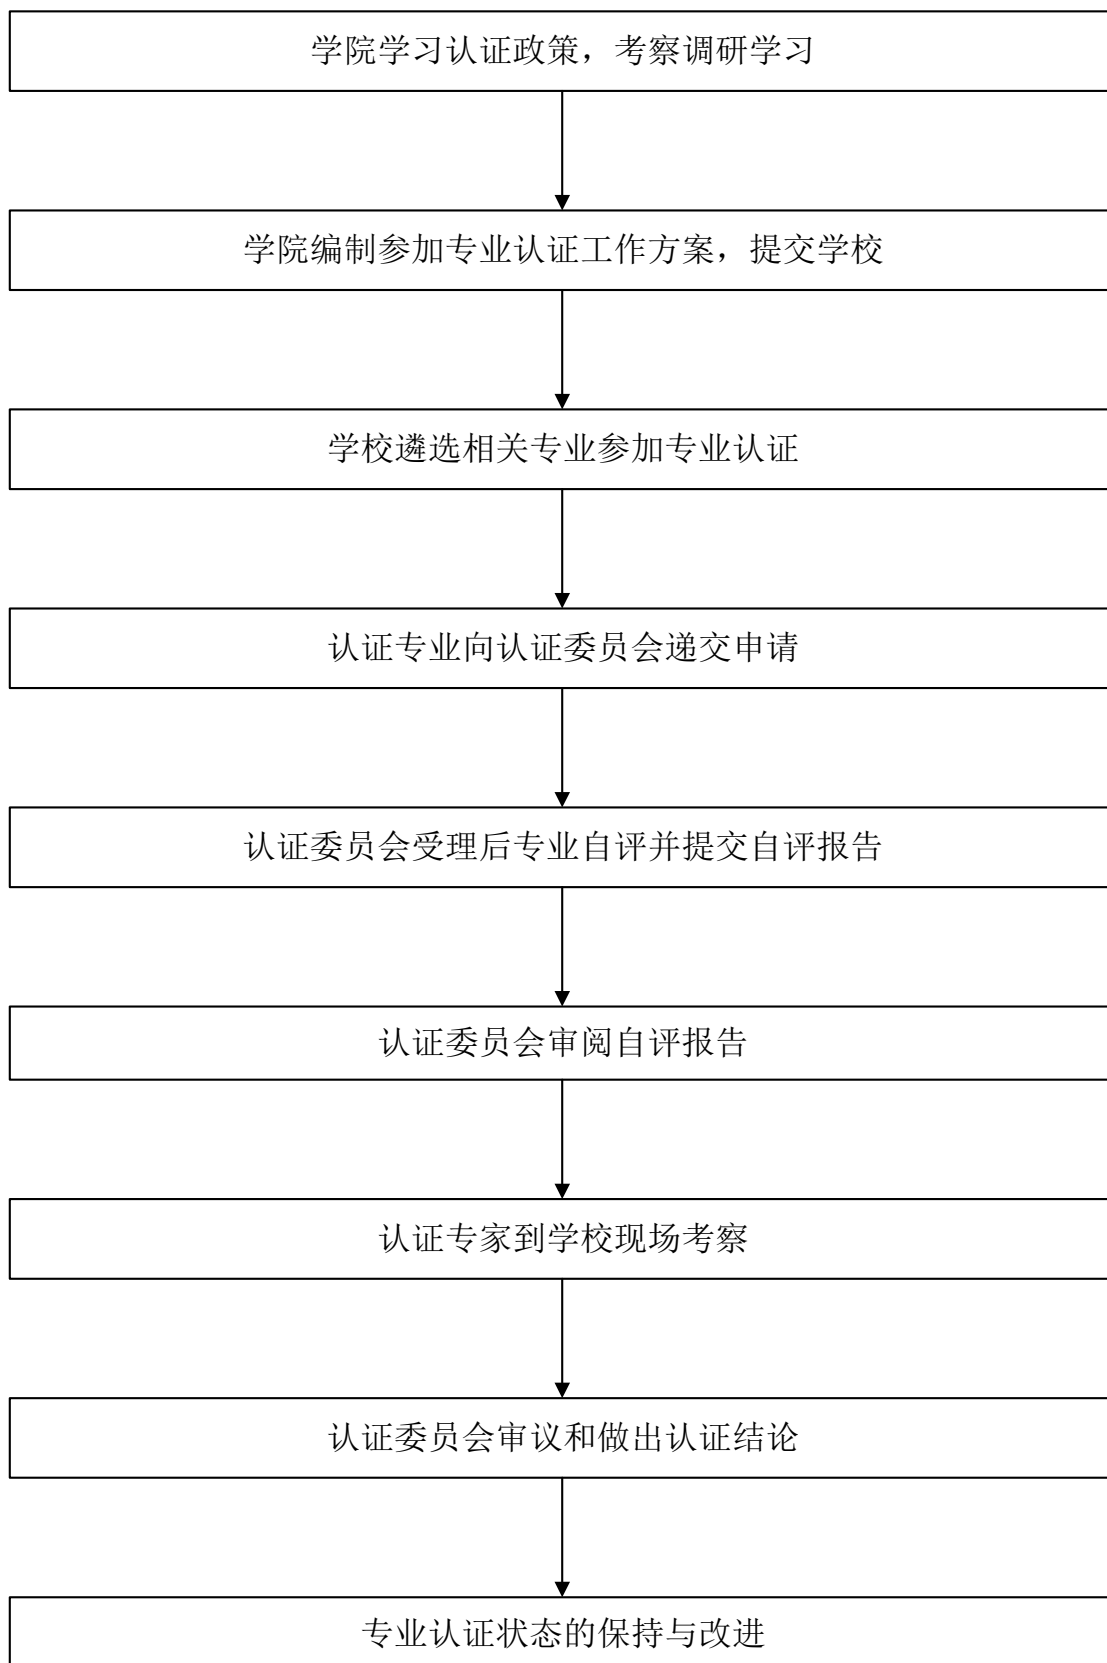 学院学习认证政策，考察调研学习
学院编制参加专业认证工作方案，提交学校
学校遴选相关专业参加专业认证
认证专业向认证委员会递交申请
认证委员会受理后专业自评并提交自评报告
认证委员会审阅自评报告
认证专家到学校现场考察
认证委员会审议和做出认证结论
专业认证状态的保持与改进